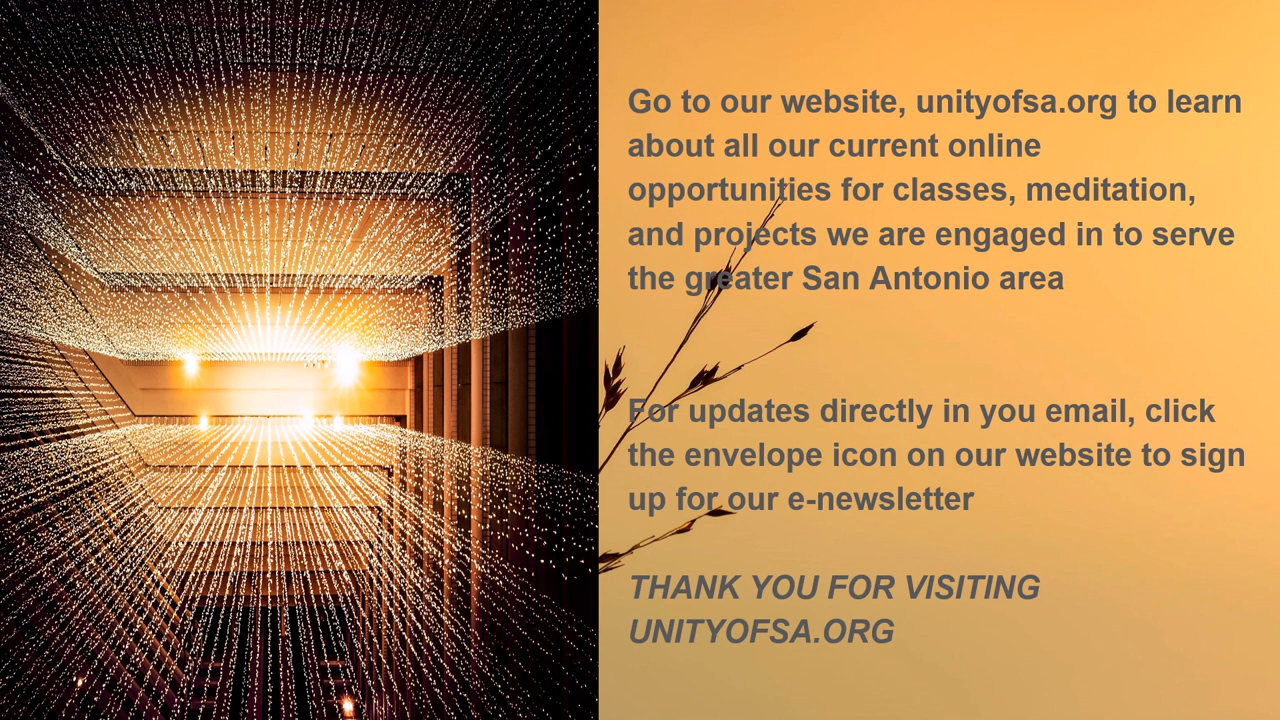 Go to our website, unityofsa.org to learn
about all our current online
opportunities for classes, meditation,
and projects we are engaged in to serve
the greater San Antonio area
For updates directly in you email, click
the envelope icon on our website to sign
up for our e-newsletter
THANK YOU FOR VISITING
UNITYOFSA.ORG